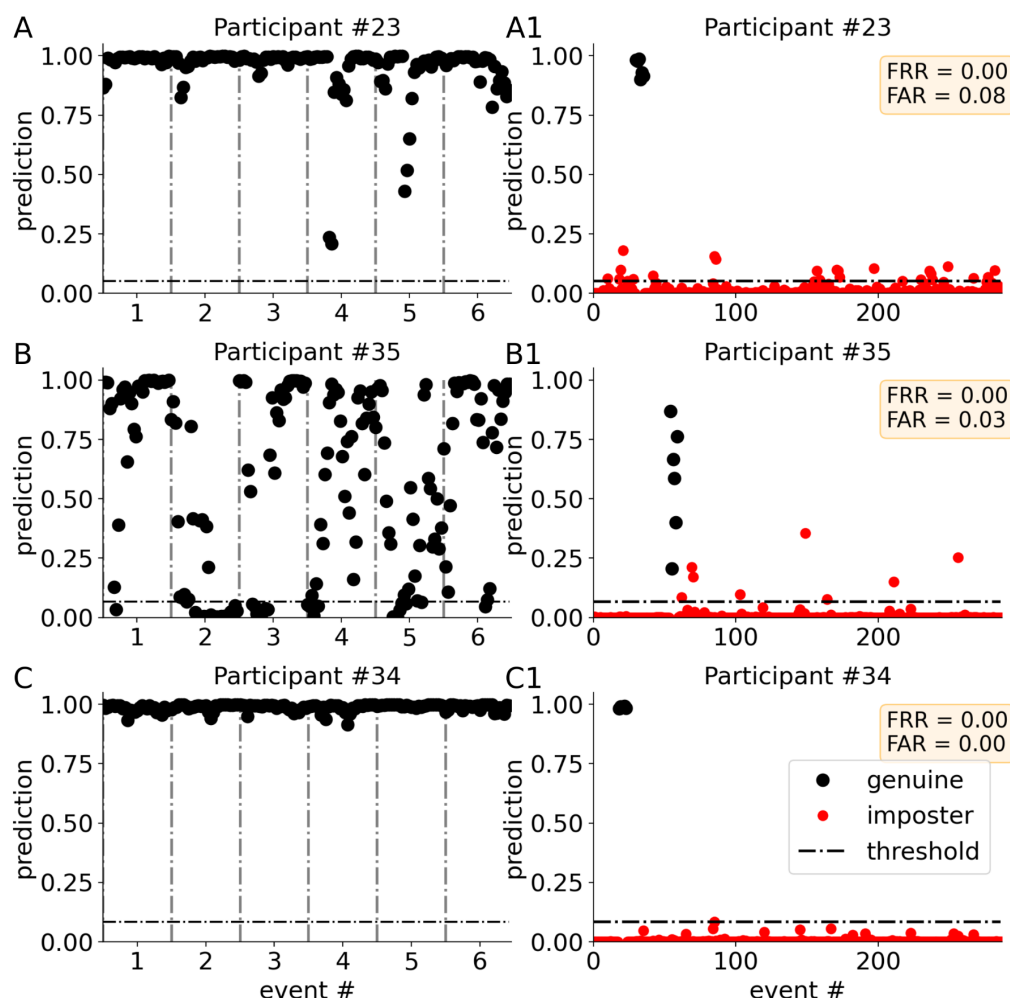 A
Participant #23
A1
Participant #23
1.00
0.75
0.50
0.25
0.00
prediction
1 2 3 4 5 6
1.00
0.75
0.50
0.25
0.00
prediction
0 100 200
FRR = 0.00
FAR = 0.08
B
Participant #35
B1
Participant #35
1.00
0.75
0.50
0.25
0.00
prediction
1 2 3 4 5 6
1.00
0.75
0.50
0.25
0.00
prediction
0 100 200
FRR = 0.00
FAR = 0.03
C
Participant #34
C1
Participant #34
1.00
0.75
0.50
0.25
0.00
prediction
1 2 3 4 5 6
event #
1.00
0.75
0.50
0.25
0.00
prediction
0 100 200
event #
FRR = 0.00
FAR = 0.00
genuine
imposter
threshold